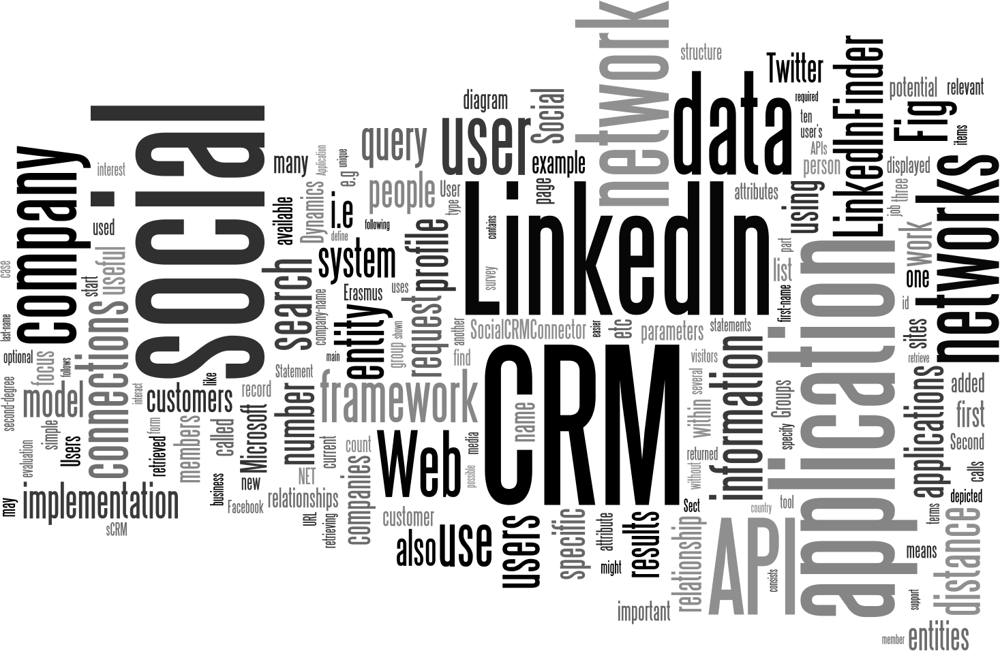 network
structure
Twitter
LinkedInFinder
potential
relevant
diagram
Social
data
required
Fig
social
user
ten
query
user's
items
company
Application
unique
many
example
APIs
person
displayed
networks
interest
e.g
people
User
page
attributes
using
three
job
Dynamics
i.e
type
LinkedIn
available
used
following
define
contains
profile
work
part
system
useful
case
search
survey
list
one
start
uses
Erasmus
first-name
application
id
connections
company-name
entity
request
last-name
shown
group
another
SocialCRMConnector
easier
etc
parameters
statements
sites
optional
focus
follows
main
find
visitors
information
retrieve
CRM
Statement
like
several
applications
added
second-degree
model
interact
customers
record
framework
name
within
Groups
first
simple
form
members
called
Microsoft
number
Web
media
specify
Second
evaluation
Users
retrieved
current
count
returned
NET
companies
possible
without
calls
may
implementation
business
new
Facebook
relationships
depicted
sCRM
URL
retrieving
customer
Sect
country
tool
terms
also
use
users
specific
attribute
results
relationship
API
means
distance
might
consists
important
support
member
entities